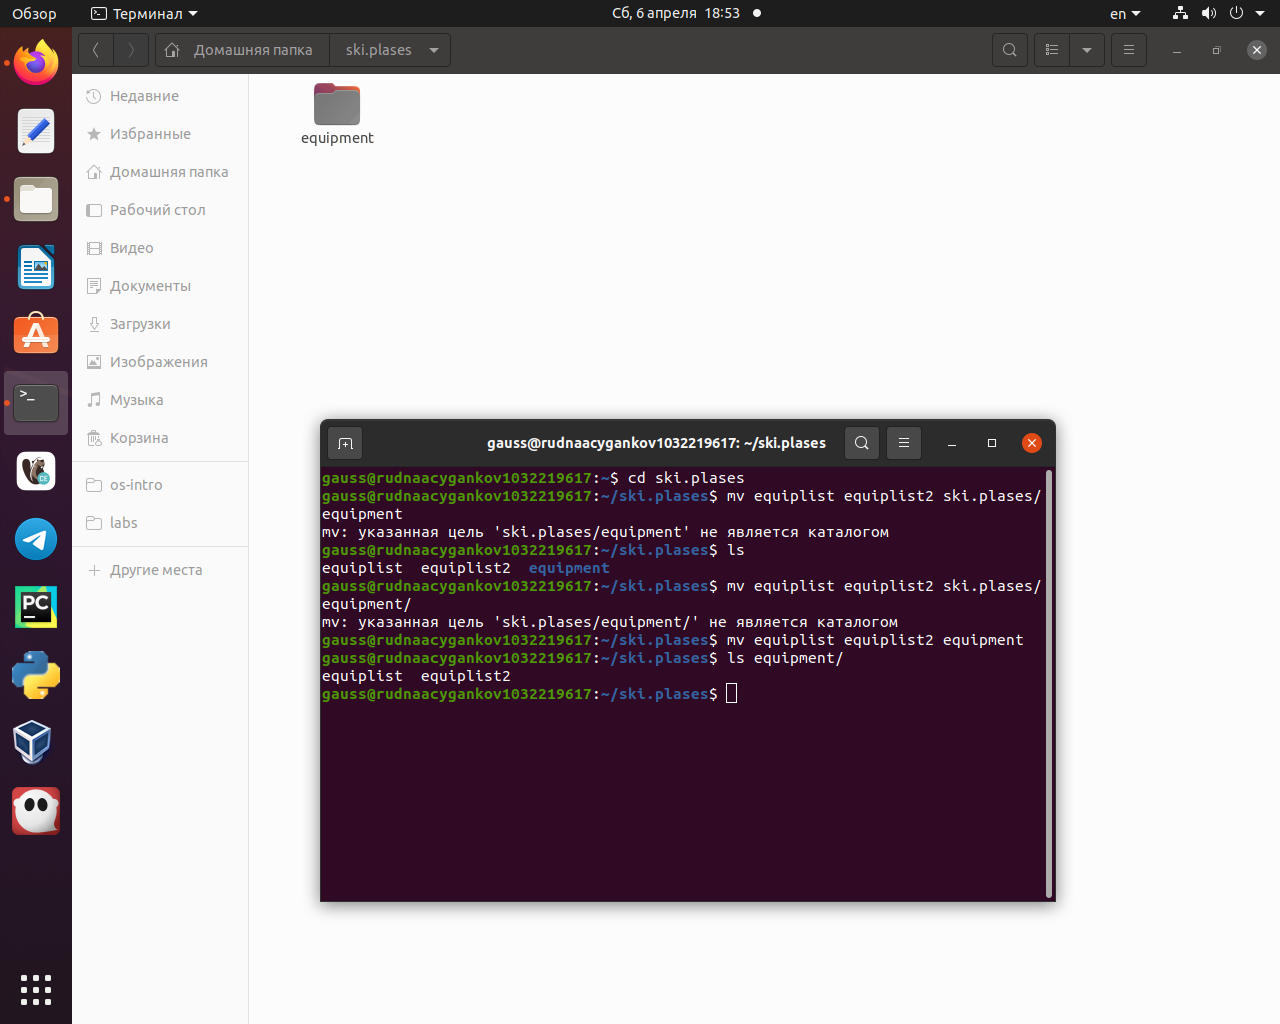 Обзор
Терминал
Сб, 6 апреля 18:53
en
Домашняя папка
ski.plases
Недавние
Избранные
Домашняя папка
Рабочий стол
Видео
Документы
Загрузки
Изображения
Музыка
Корзина
os-intro
labs
Другие места
equipment
gauss@rudnaacygankov1032219617: ~/ski.plases
gauss@rudnaacygankov1032219617:~$ cd ski.plases
gauss@rudnaacygankov1032219617:~/ski.plases$ mv equiplist equiplist2 ski.plases/
equipment
mv: указанная цель 'ski.plases/equipment' не является каталогом
gauss@rudnaacygankov1032219617:~/ski.plases$ ls
equiplist  equiplist2  equipment
gauss@rudnaacygankov1032219617:~/ski.plases$ mv equiplist equiplist2 ski.plases/
equipment/
mv: указанная цель 'ski.plases/equipment/' не является каталогом
gauss@rudnaacygankov1032219617:~/ski.plases$ mv equiplist equiplist2 equipment
gauss@rudnaacygankov1032219617:~/ski.plases$ ls equipment/
equiplist  equiplist2
gauss@rudnaacygankov1032219617:~/ski.plases$
>_
PC
CE